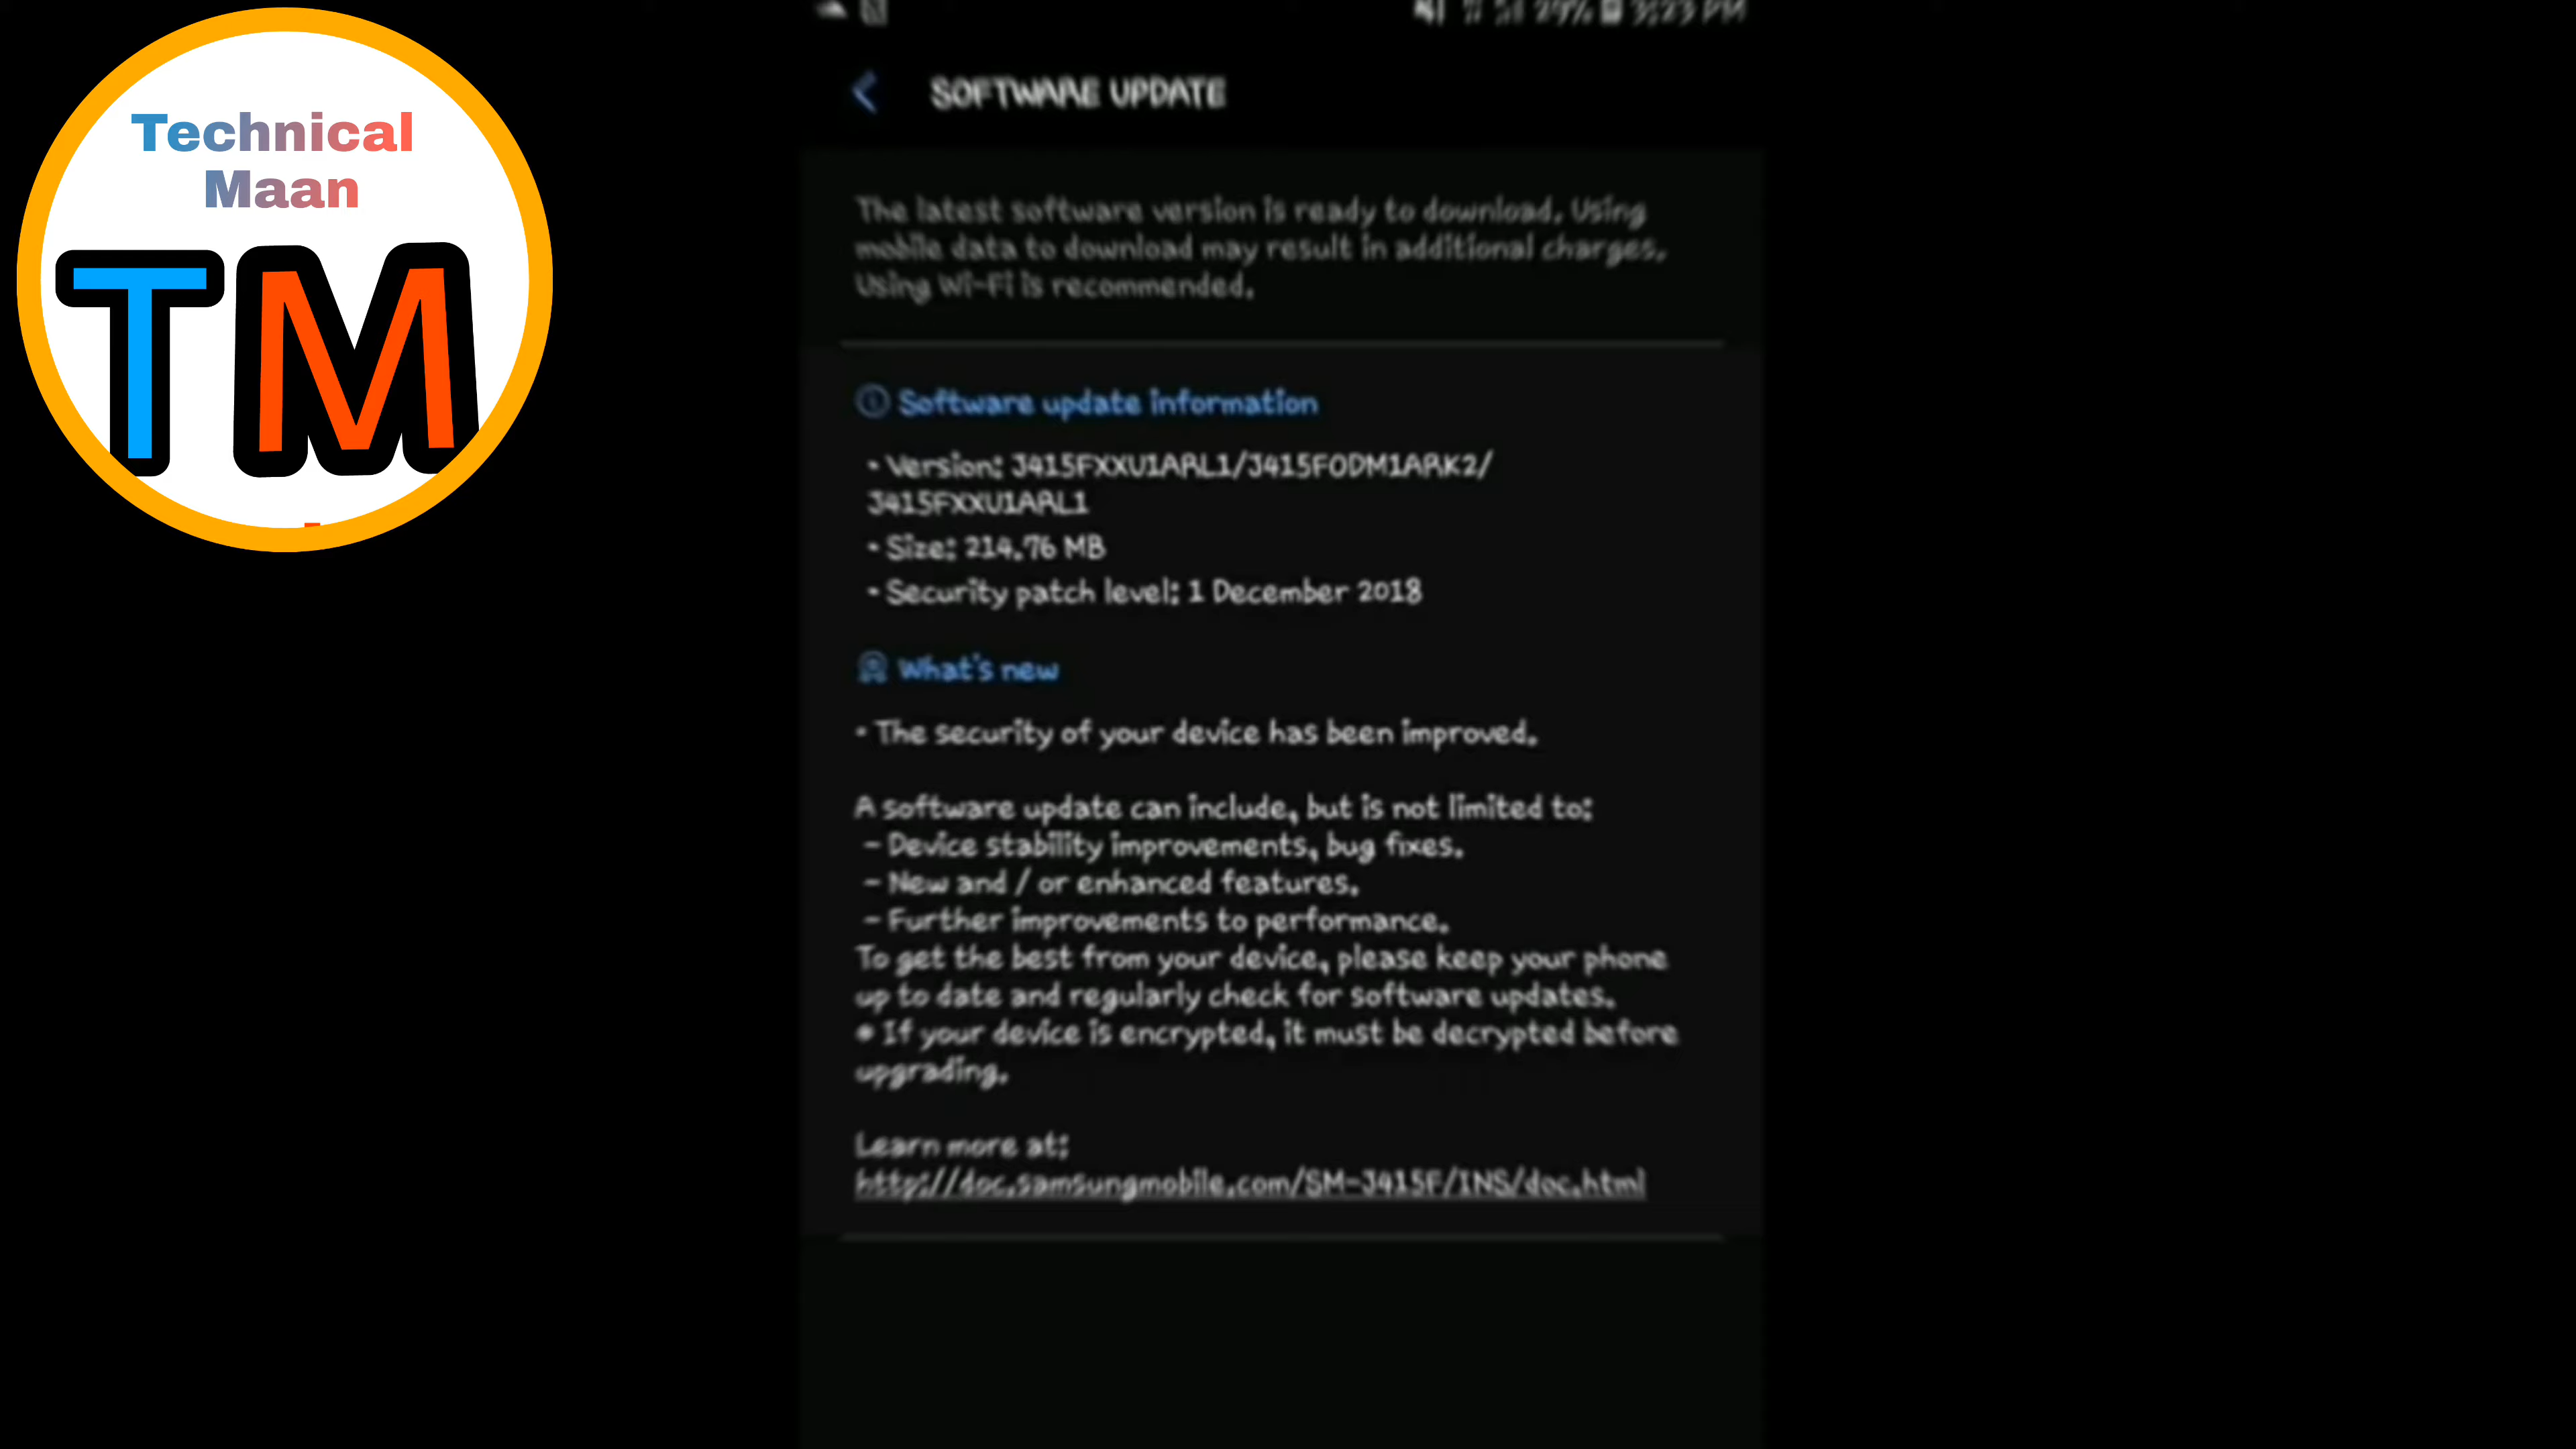 Technical
Maan
TM
3:23 PM
SOFTWARE UPDATE
The latest software version is ready to download. Using
mobile data to download may result in additional charges.
Using Wi-Fi is recommended.
Software update information
• Version: J415FXXU1ARL1/J415FODM1ARK2/
J415FXXU1ARL1
• Size: 214.76 MB
• Security patch level: 1 December 2018
What's new
• The security of your device has been improved.
A software update can include, but is not limited to:
– Device stability improvements, bug fixes.
– New and / or enhanced features.
– Further improvements to performance.
To get the best from your device, please keep your phone
up to date and regularly check for software updates.
* If your device is encrypted, it must be decrypted before
upgrading.
Learn more at:
http://doc.samsungmobile.com/SM-J415F/INS/doc.html